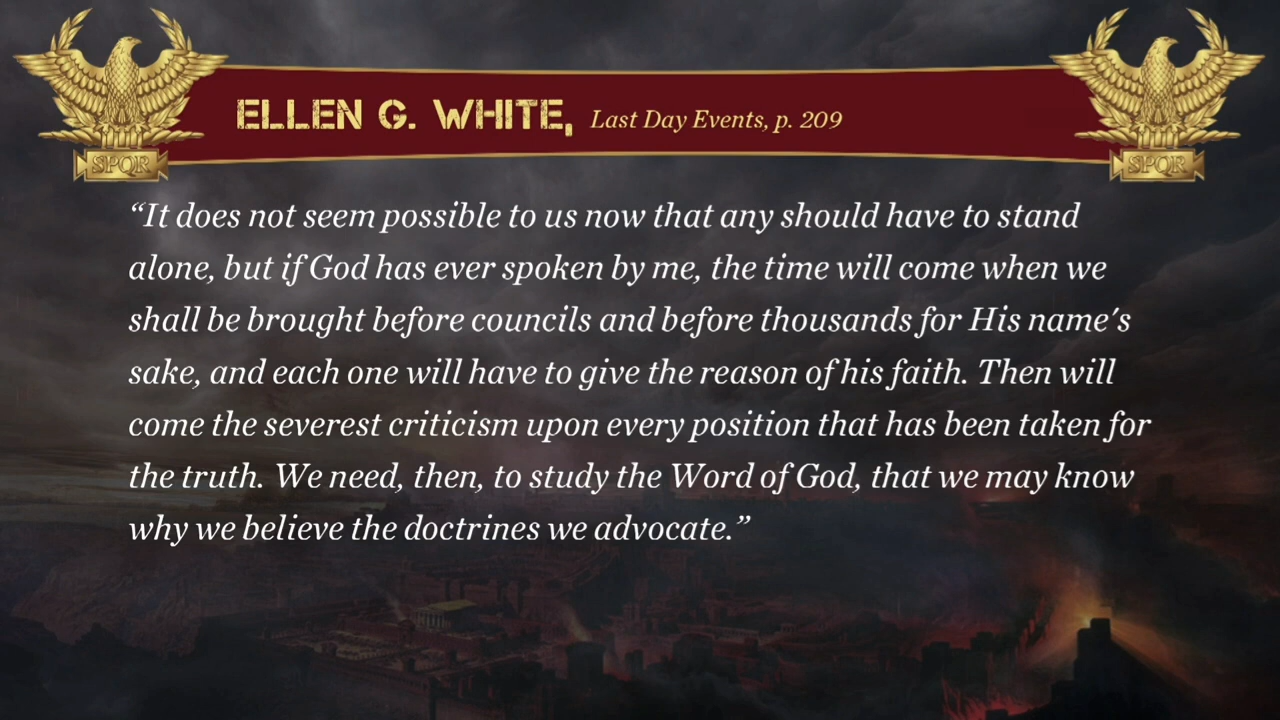 ELLEN G. WHITE, Last Day Events, p. 209
SPQR
SPQR
“It does not seem possible to us now that any should have to stand
alone, but if God has ever spoken by me, the time will come when we
shall be brought before councils and before thousands for His name's
sake, and each one will have to give the reason of his faith. Then will
come the severest criticism upon every position that has been taken for
the truth. We need, then, to study the Word of God, that we may know
why we believe the doctrines we advocate.”